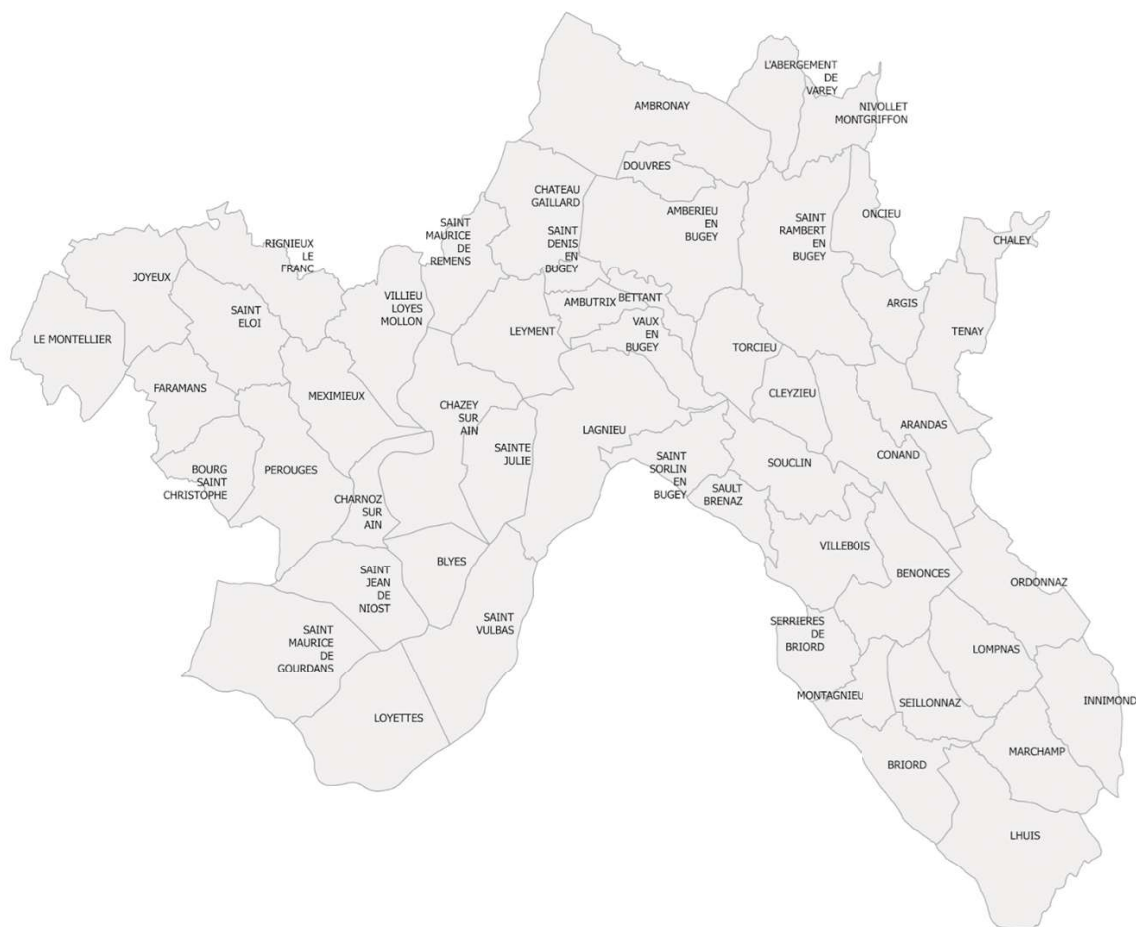 L'ABERGEMENT
DE
VAREY
AMBRONAY
NIVOLLET
MONTGRIFFON
DOUVRES
CHATEAU
GAILLARD
AMBERIEU
EN
BUGEY
SAINT
RAMBERT
EN
BUGEY
ONCIEU
SAINT
MAURICE
DE
REMENS
SAINT
DENIS
EN
BUGEY
CHALEY
RIGNIEUX
LE
FRANC
JOYEUX
VILLIEU
LOYES
MOLLON
AMBUTRIX
BETTANT
ARGIS
SAINT
ELOI
LEYMENT
VAUX
EN
BUGEY
TENAY
LE MONTELLIER
TORCIEU
FARAMANS
MEXIMIEUX
CLEYZIEU
CHAZEY
SUR
AIN
ARANDAS
LAGNIEU
SAINTE
JULIE
CONAND
BOURG
SAINT
CHRISTOPHE
PEROUGES
SAINT
SORLIN
EN
BUGEY
SOUCLIN
SAULT
BRENAZ
CHARNOZ
SUR
AIN
VILLEBOIS
BLYES
BENONCES
SAINT
JEAN
DE
NIOST
ORDONNAZ
SAINT
VULBAS
SERRIERES
DE
BRIORD
SAINT
MAURICE
DE
GOURDANS
LOMPNAS
MONTAGNIEU
SEILLONNAZ
INNIMOND
LOYETTES
MARCHAMP
BRIORD
LHUIS